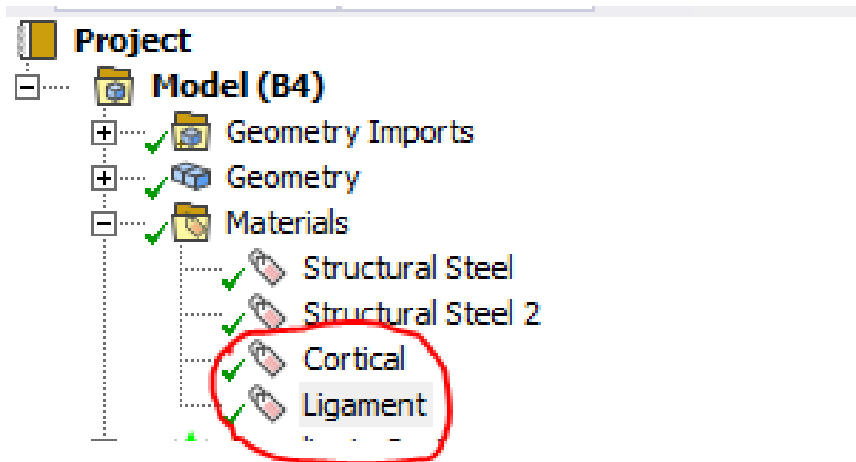 Project
Model (B4)
Geometry Imports
Geometry
Materials
Structural Steel
Structural Steel 2
Cortical
Ligament